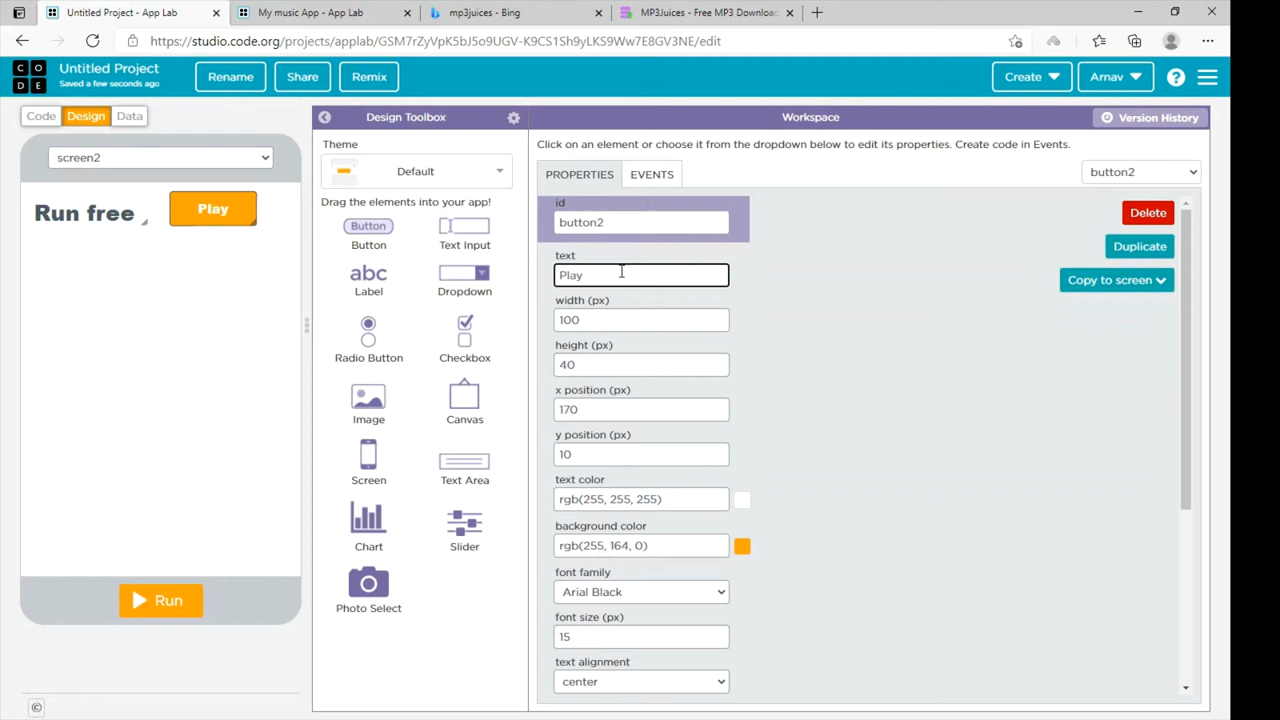 Untitled Project - App Lab
My music App - App Lab
mp3juices - Bing
MP3Juices - Free MP3 Downloa
https://studio.code.org/projects/applab/GSM7rZyVpK5bJ5o9UGV-K9CS1Sh9yLKS9Ww7E8GV3NE/edit
C O
D E
Untitled Project
Saved a few seconds ago
Rename
Share
Remix
Create
Arnav
?
Code
Design
Data
Design Toolbox
Workspace
Version History
screen2
Run free
Play
Run
©
Theme
Default
Drag the elements into your app!
Button
Button
Text Input
abc
Label
Dropdown
Radio Button
Checkbox
Image
Canvas
Screen
Text Area
Chart
Slider
Photo Select
Click on an element or choose it from the dropdown below to edit its properties. Create code in Events.
PROPERTIES
EVENTS
button2
id
button2
Delete
Duplicate
Copy to screen
text
Play
width (px)
100
height (px)
40
x position (px)
170
y position (px)
10
text color
rgb(255, 255, 255)
background color
rgb(255, 164, 0)
font family
Arial Black
font size (px)
15
text alignment
center